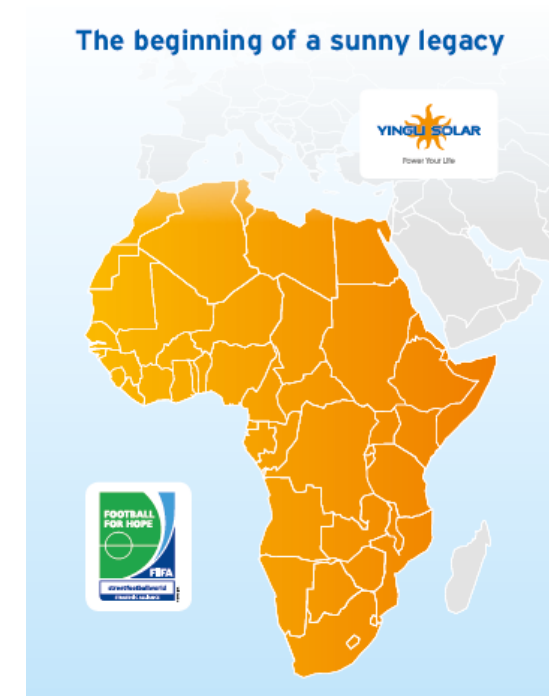 The beginning of a sunny legacy
YINGLI SOLAR
Power Your Life
FOOTBALL
FOR HOPE
FIFA
streetfootballworld